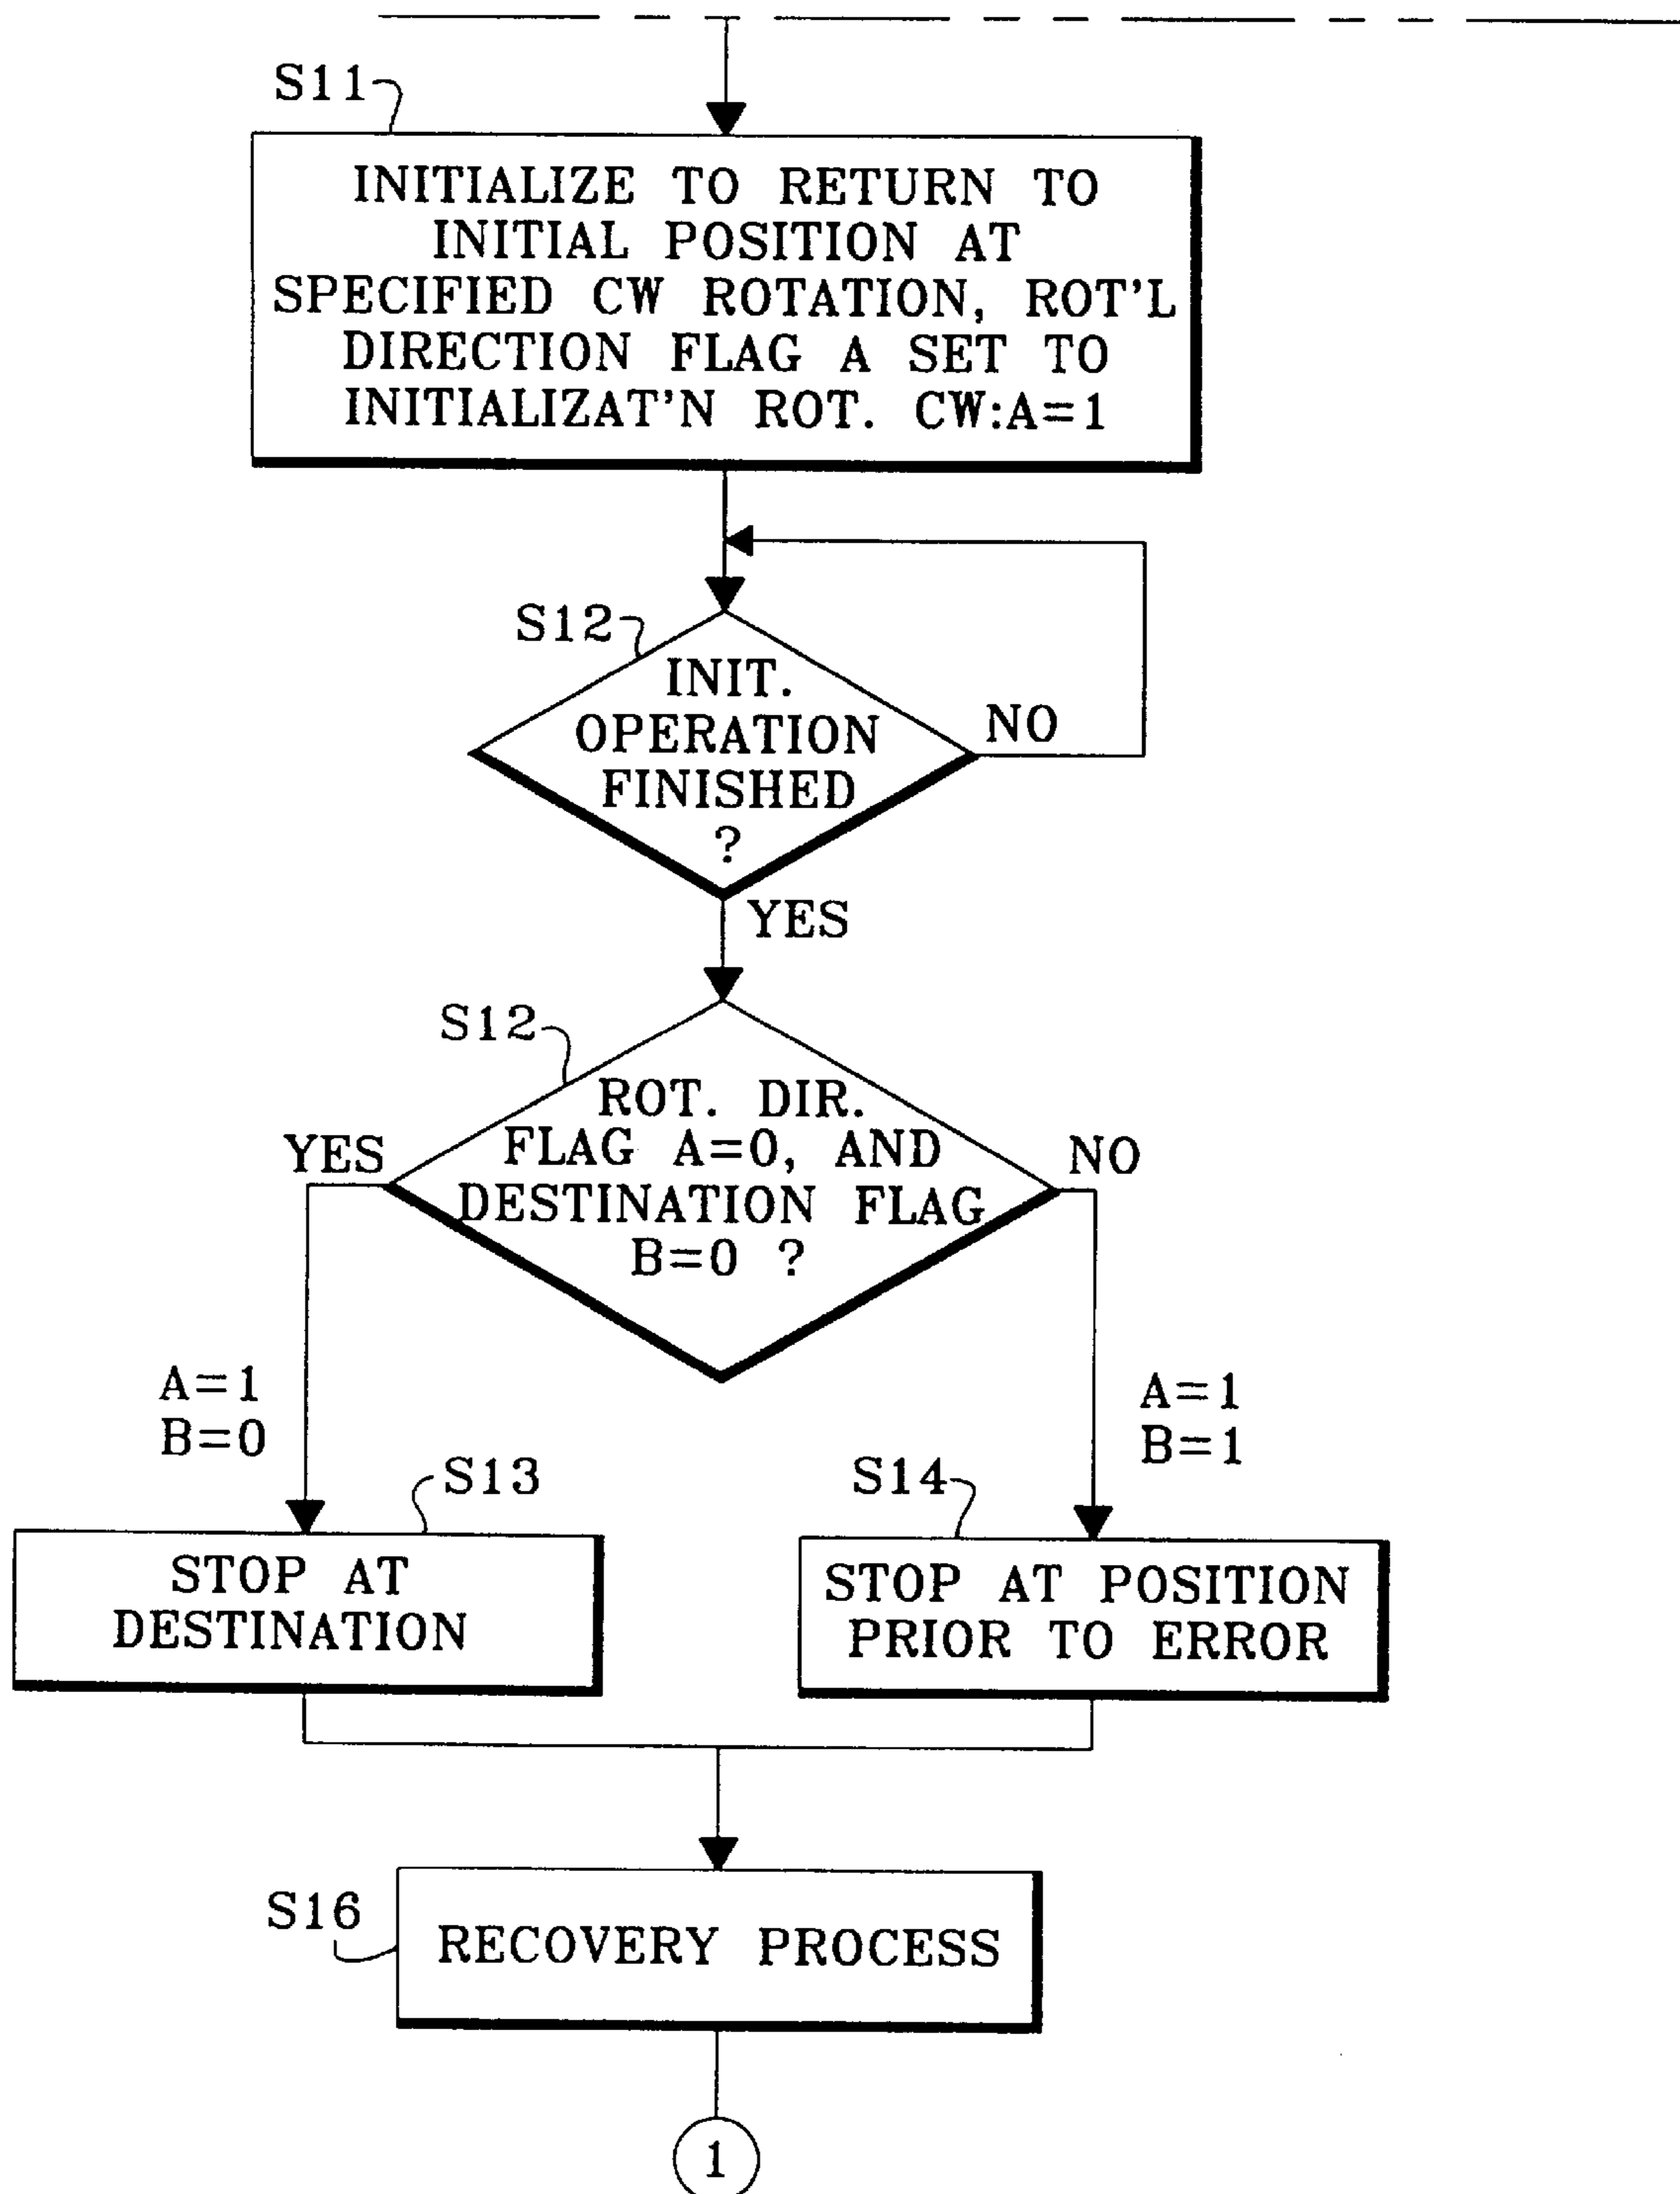 S11
INITIALIZE TO RETURN TO
INITIAL POSITION AT
SPECIFIED CW ROTATION, ROT'L
DIRECTION FLAG A SET TO
INITIALIZAT'N ROT. CW:A=1
S12
INIT.
OPERATION
FINISHED
?
NO
YES
S12
ROT. DIR.
FLAG A=0, AND
DESTINATION FLAG
B=0 ?
YES
NO
A=1
B=0
A=1
B=1
S13
STOP AT
DESTINATION
S14
STOP AT POSITION
PRIOR TO ERROR
S16
RECOVERY PROCESS
1